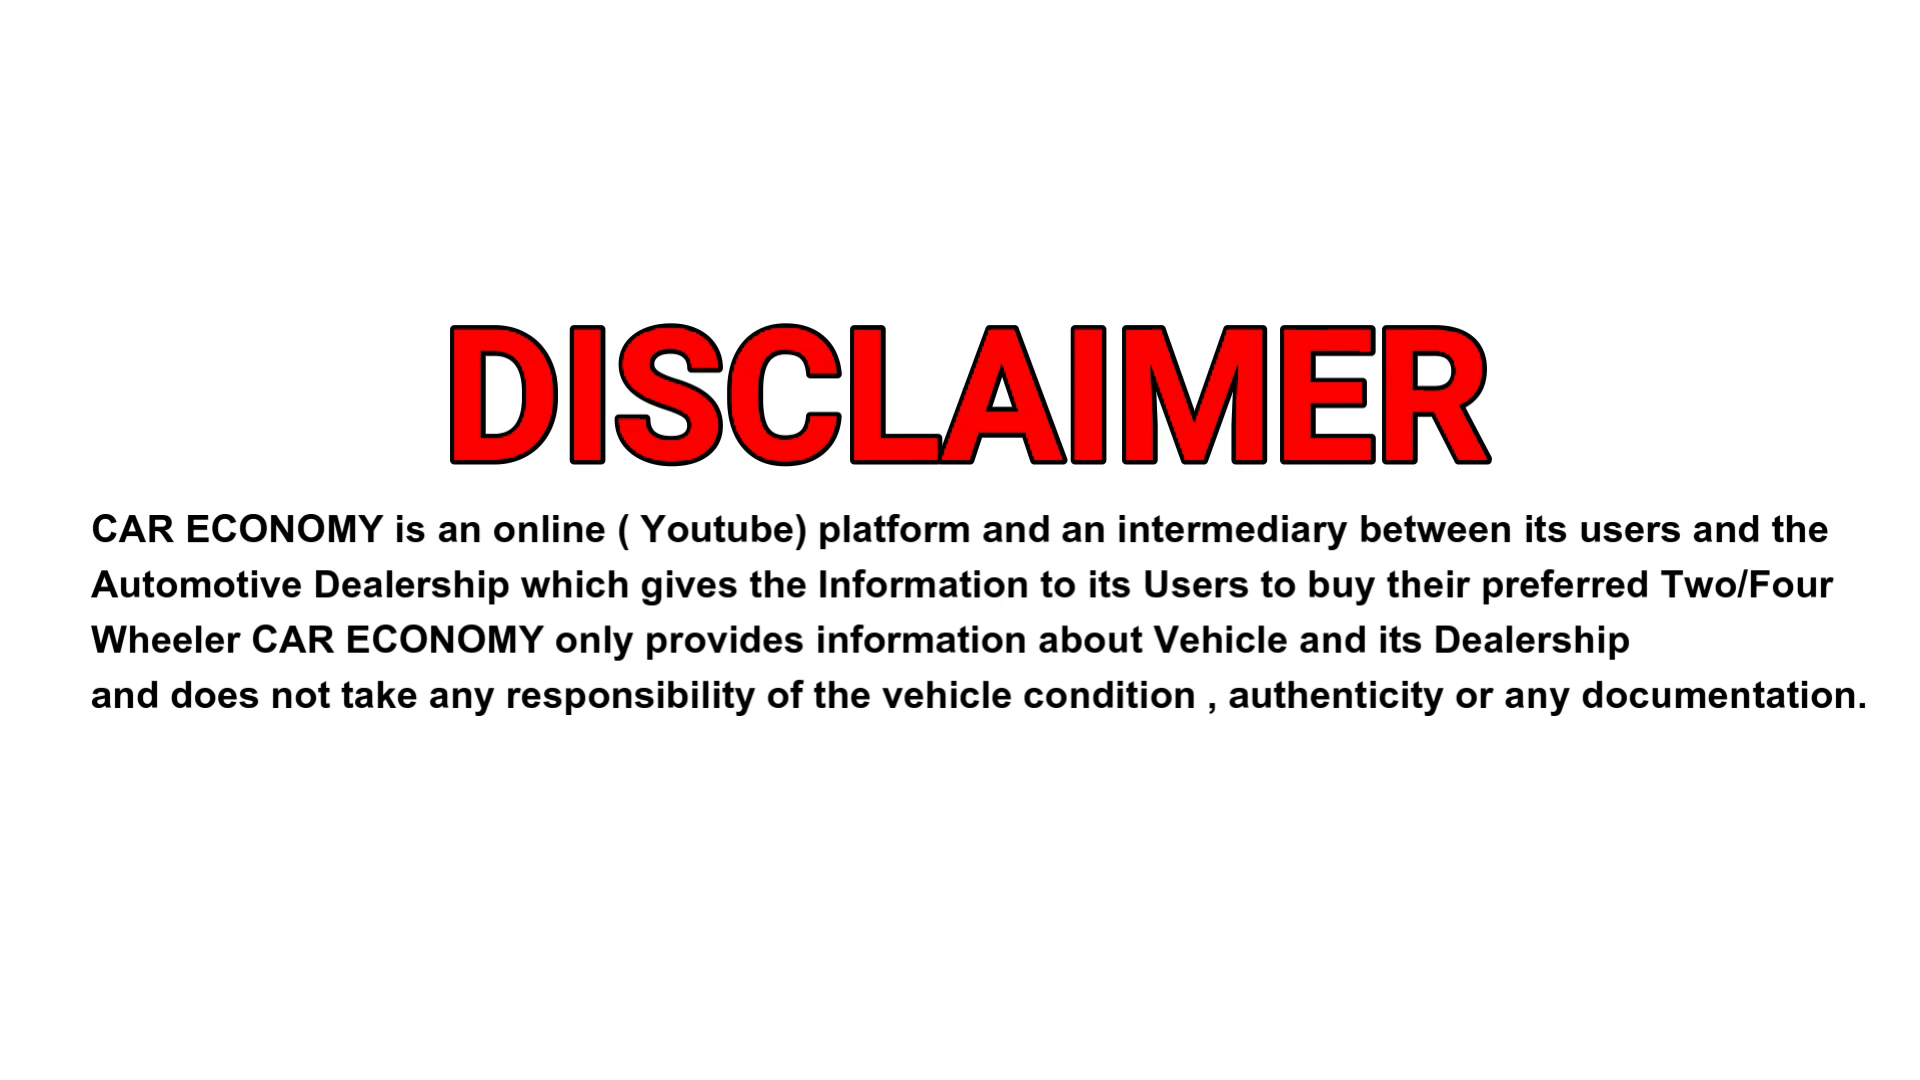 DISCLAIMER
CAR ECONOMY is an online ( Youtube) platform and an intermediary between its users and the
Automotive Dealership which gives the Information to its Users to buy their preferred Two/Four
Wheeler CAR ECONOMY only provides information about Vehicle and its Dealership
and does not take any responsibility of the vehicle condition , authenticity or any documentation.